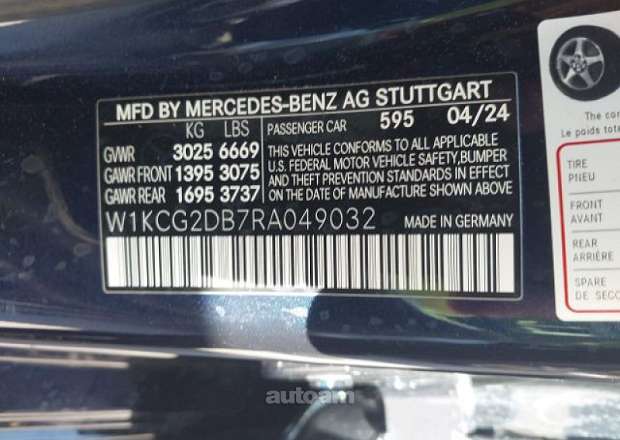 MFD BY MERCEDES-BENZ AG STUTTGART
KG LBS PASSENGER CAR 595 04/24
GVWR 3025 6669
GAWR FRONT 1395 3075
GAWR REAR 1695 3737
THIS VEHICLE CONFORMS TO ALL APPLICABLE
U.S. FEDERAL MOTOR VEHICLE SAFETY, BUMPER
AND THEFT PREVENTION STANDARDS IN EFFECT
ON THE DATE OF MANUFACTURE SHOWN ABOVE
W1KCG2DB7RA049032 MADE IN GERMANY
The
Le poids
TIRE
PNEU
FRONT
AVANT
REAR
ARRIÈRE
SPARE
autoam